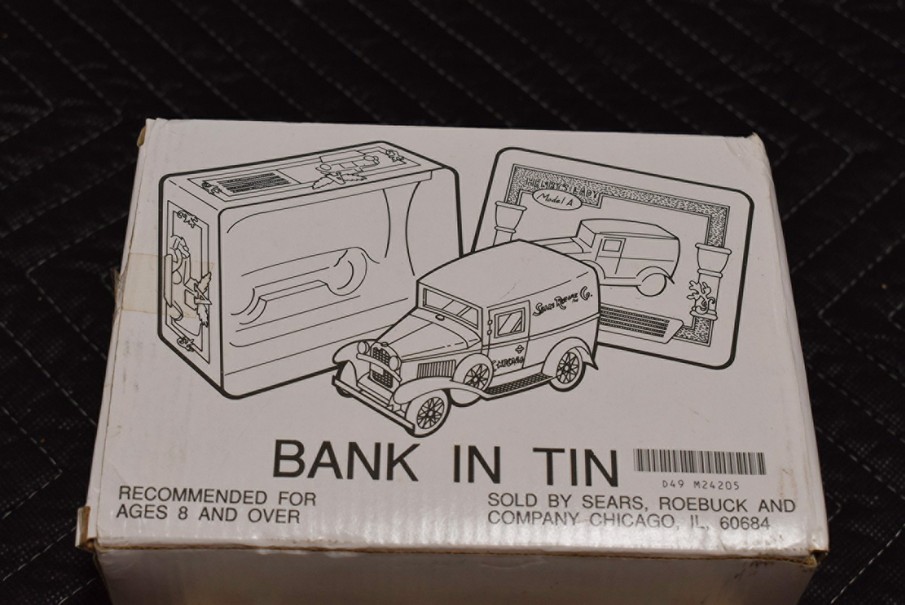 Model A
Sears Roebuck Co.
BANK IN TIN
D49 M24205
RECOMMENDED FOR
AGES 8 AND OVER
SOLD BY SEARS, ROEBUCK AND
COMPANY CHICAGO, IL, 60684